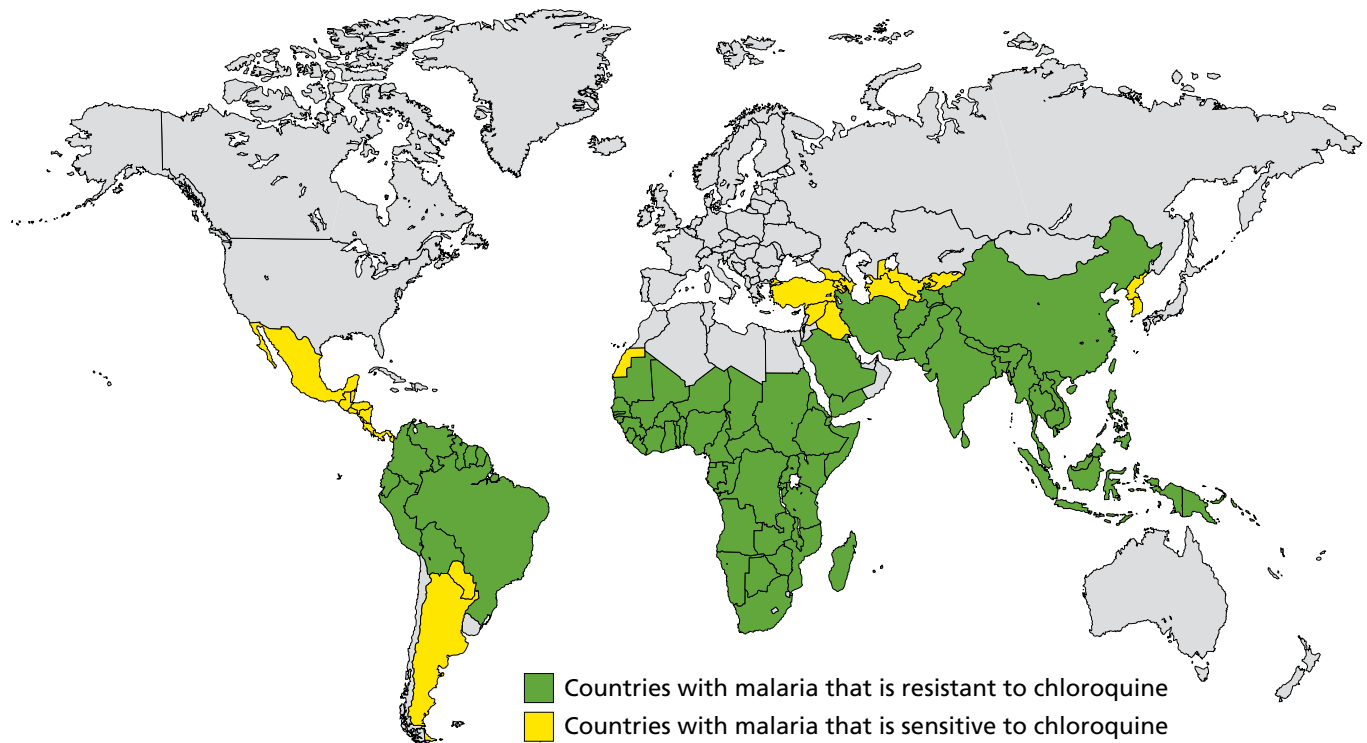 Countries with malaria that is resistant to chloroquine
Countries with malaria that is sensitive to chloroquine